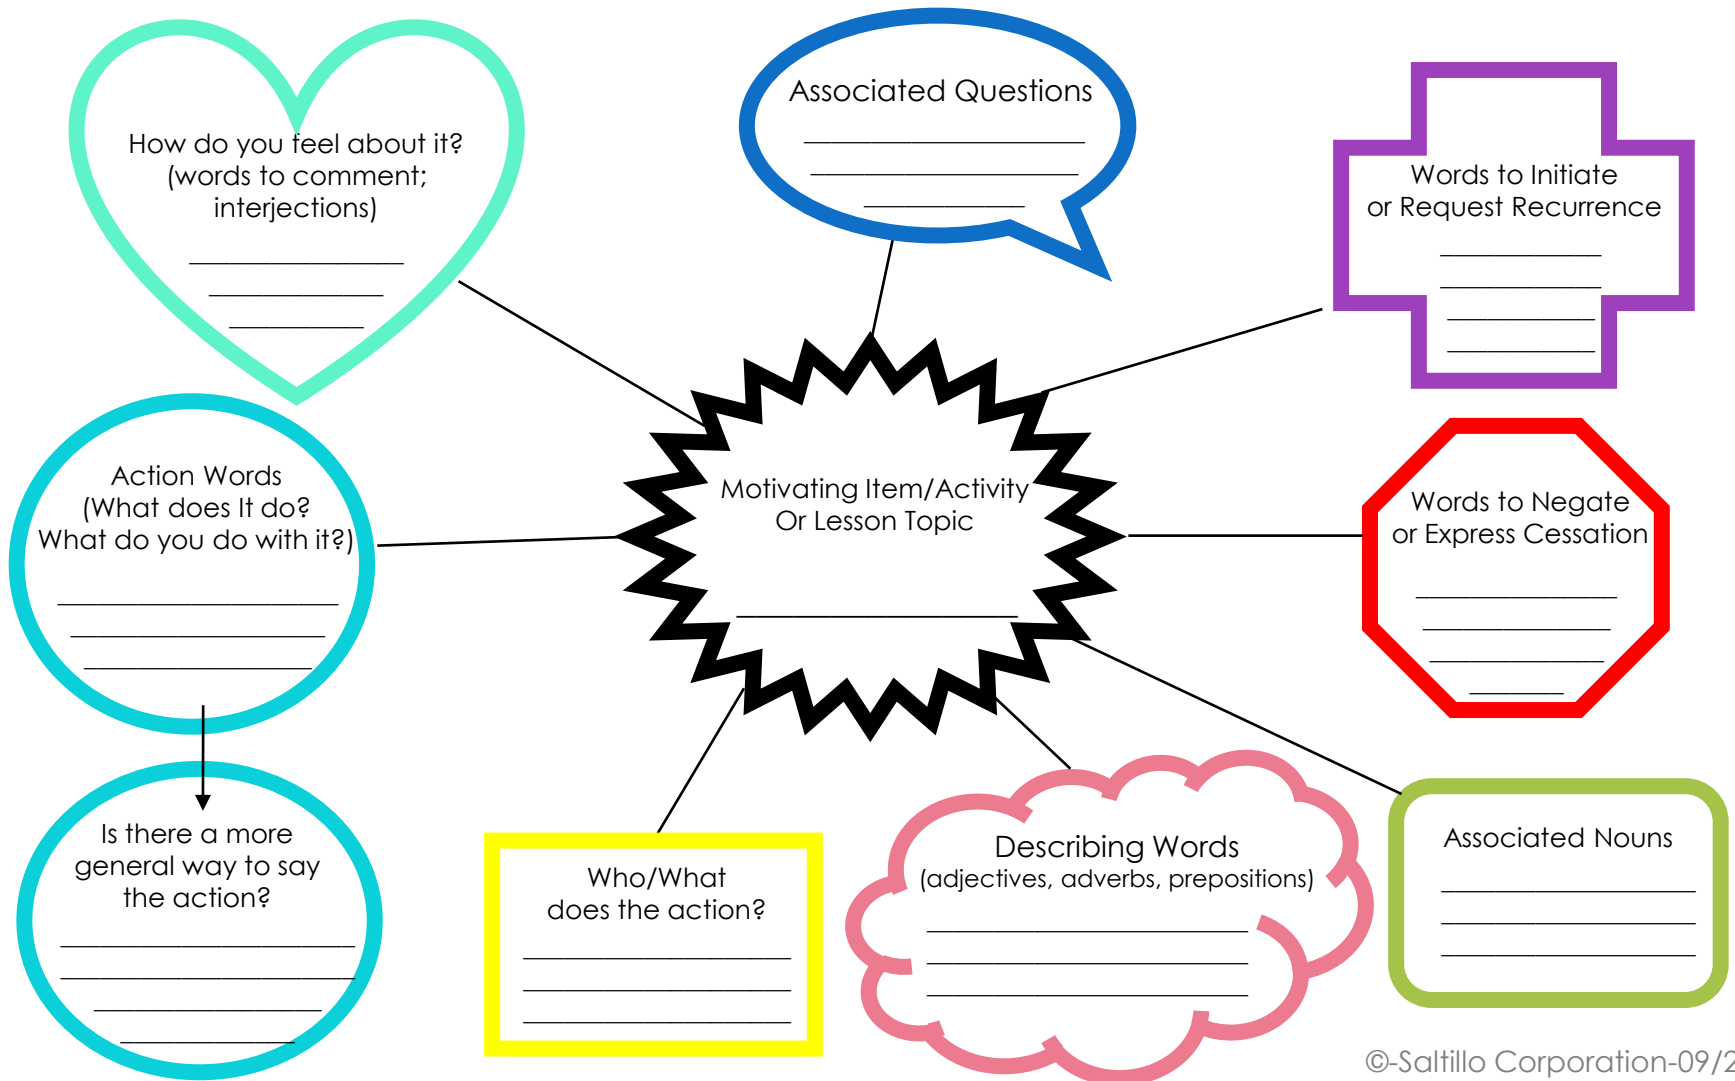 How do you feel about it?
(words to comment;
interjections)
Associated Questions
Words to Initiate
or Request Recurrence
Action Words
(What does It do?
What do you do with it?)
Motivating Item/Activity
Or Lesson Topic
Words to Negate
or Express Cessation
Is there a more
general way to say
the action?
Who/What
does the action?
Describing Words
(adjectives, adverbs, prepositions)
Associated Nouns
©-Saltillo Corporation-09/2